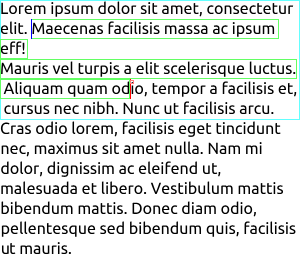 Lorem ipsum dolor sit amet, consectetur
elit. Maecenas facilisis massa ac ipsum
eff!
Mauris vel turpis a elit scelerisque luctus.
Aliquam quam odio, tempor a facilisis et,
cursus nec nibh. Nunc ut facilisis arcu.
Cras odio lorem, facilisis eget tincidunt
nec, maximus sit amet nulla. Nam mi
dolor, dignissim ac eleifend ut,
malesuada et libero. Vestibulum mattis
bibendum mattis. Donec diam odio,
pellentesque sed bibendum quis, facilisis
ut mauris.